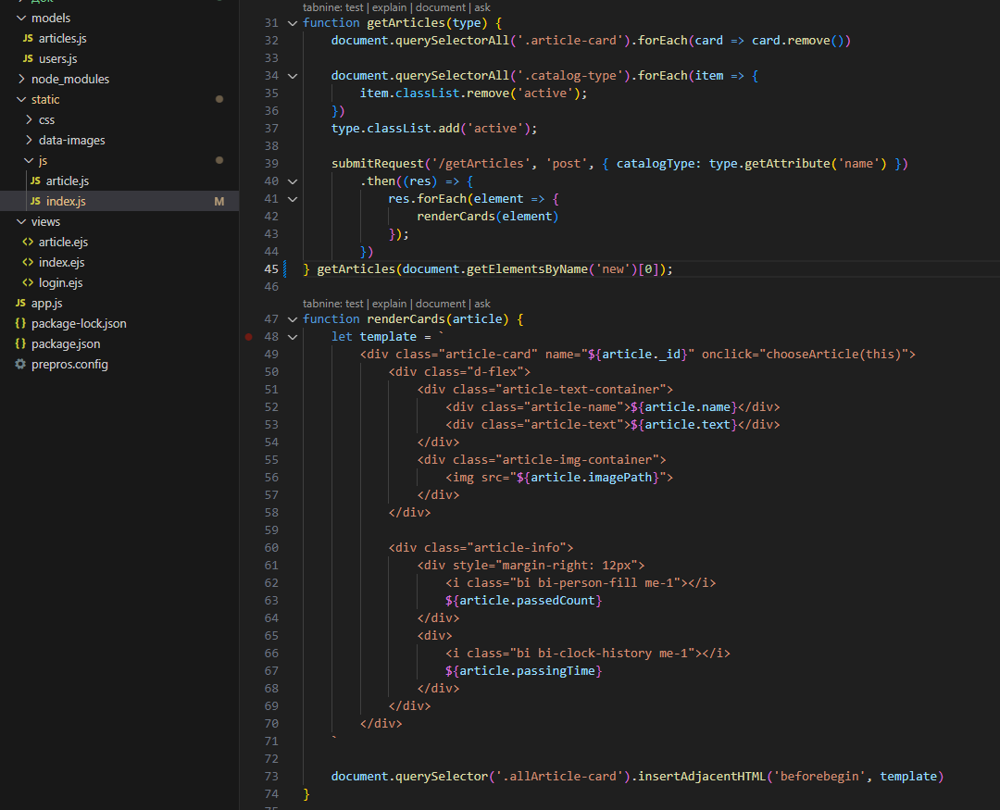 models
JS articles.js
JS users.js
node_modules
static
css
data-images
js
JS article.js
JS index.js M
views
<> article.ejs
<> index.ejs
<> login.ejs
JS app.js
{} package-lock.json
{} package.json
prepros.config
tabnine: test | explain | document | ask
31 function getArticles(type) {
32 document.querySelectorAll('.article-card').forEach(card => card.remove())
33
34 document.querySelectorAll('.catalog-type').forEach(item => {
35 item.classList.remove('active');
36 })
37 type.classList.add('active');
38
39 submitRequest('/getArticles', 'post', { catalogType: type.getAttribute('name') })
40 .then((res) => {
41 res.forEach(element => {
42 renderCards(element)
43 });
44 })
45 } getArticles(document.getElementsByName('new')[0]);
46
tabnine: test | explain | document | ask
47 function renderCards(article) {
48 let template = `
49 <div class="article-card" name="${article._id}" onclick="chooseArticle(this)">
50 <div class="d-flex">
51 <div class="article-text-container">
52 <div class="article-name">${article.name}</div>
53 <div class="article-text">${article.text}</div>
54 </div>
55 <div class="article-img-container">
56 <img src="${article.imagePath}">
57 </div>
58 </div>
59
60 <div class="article-info">
61 <div style="margin-right: 12px">
62 <i class="bi bi-person-fill me-1"></i>
63 ${article.passedCount}
64 </div>
65 <div>
66 <i class="bi bi-clock-history me-1"></i>
67 ${article.passingTime}
68 </div>
69 </div>
70 </div>
71 `
72
73 document.querySelector('.allArticle-card').insertAdjacentHTML('beforebegin', template)
74 }